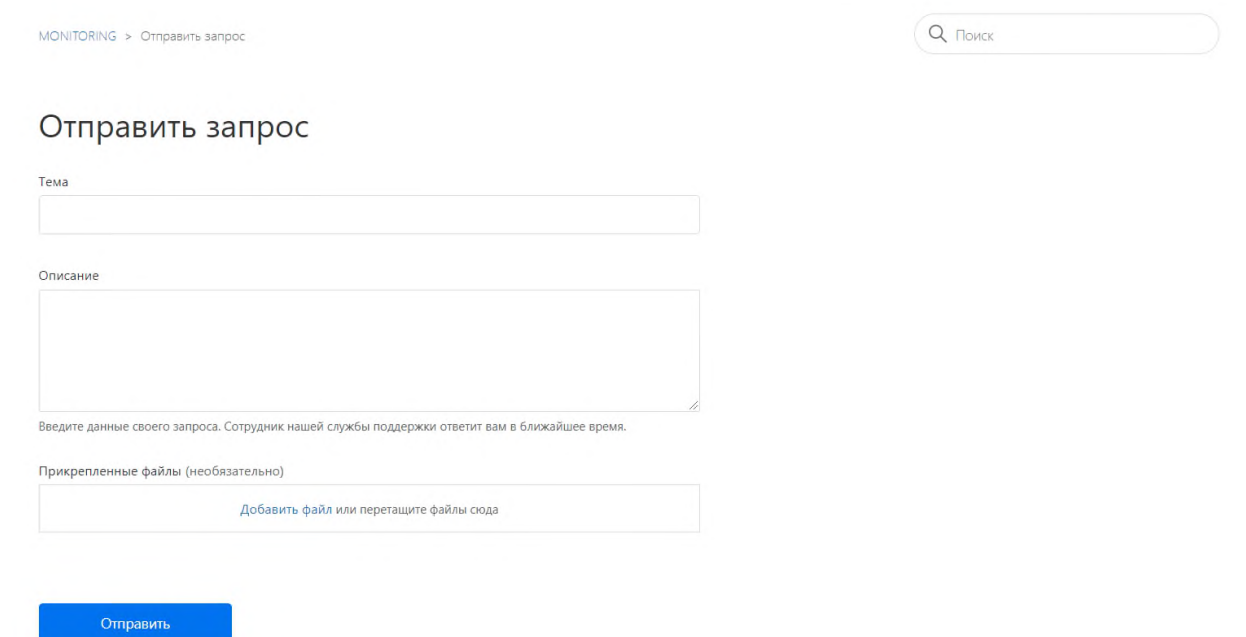 MONITORING > Отправить запрос
Поиск
Отправить запрос
Тема
Описание
Введите данные своего запроса. Сотрудник нашей службы поддержки ответит вам в ближайшее время.
Прикрепленные файлы (необязательно)
Добавить файл или перетащите файлы сюда
Отправить